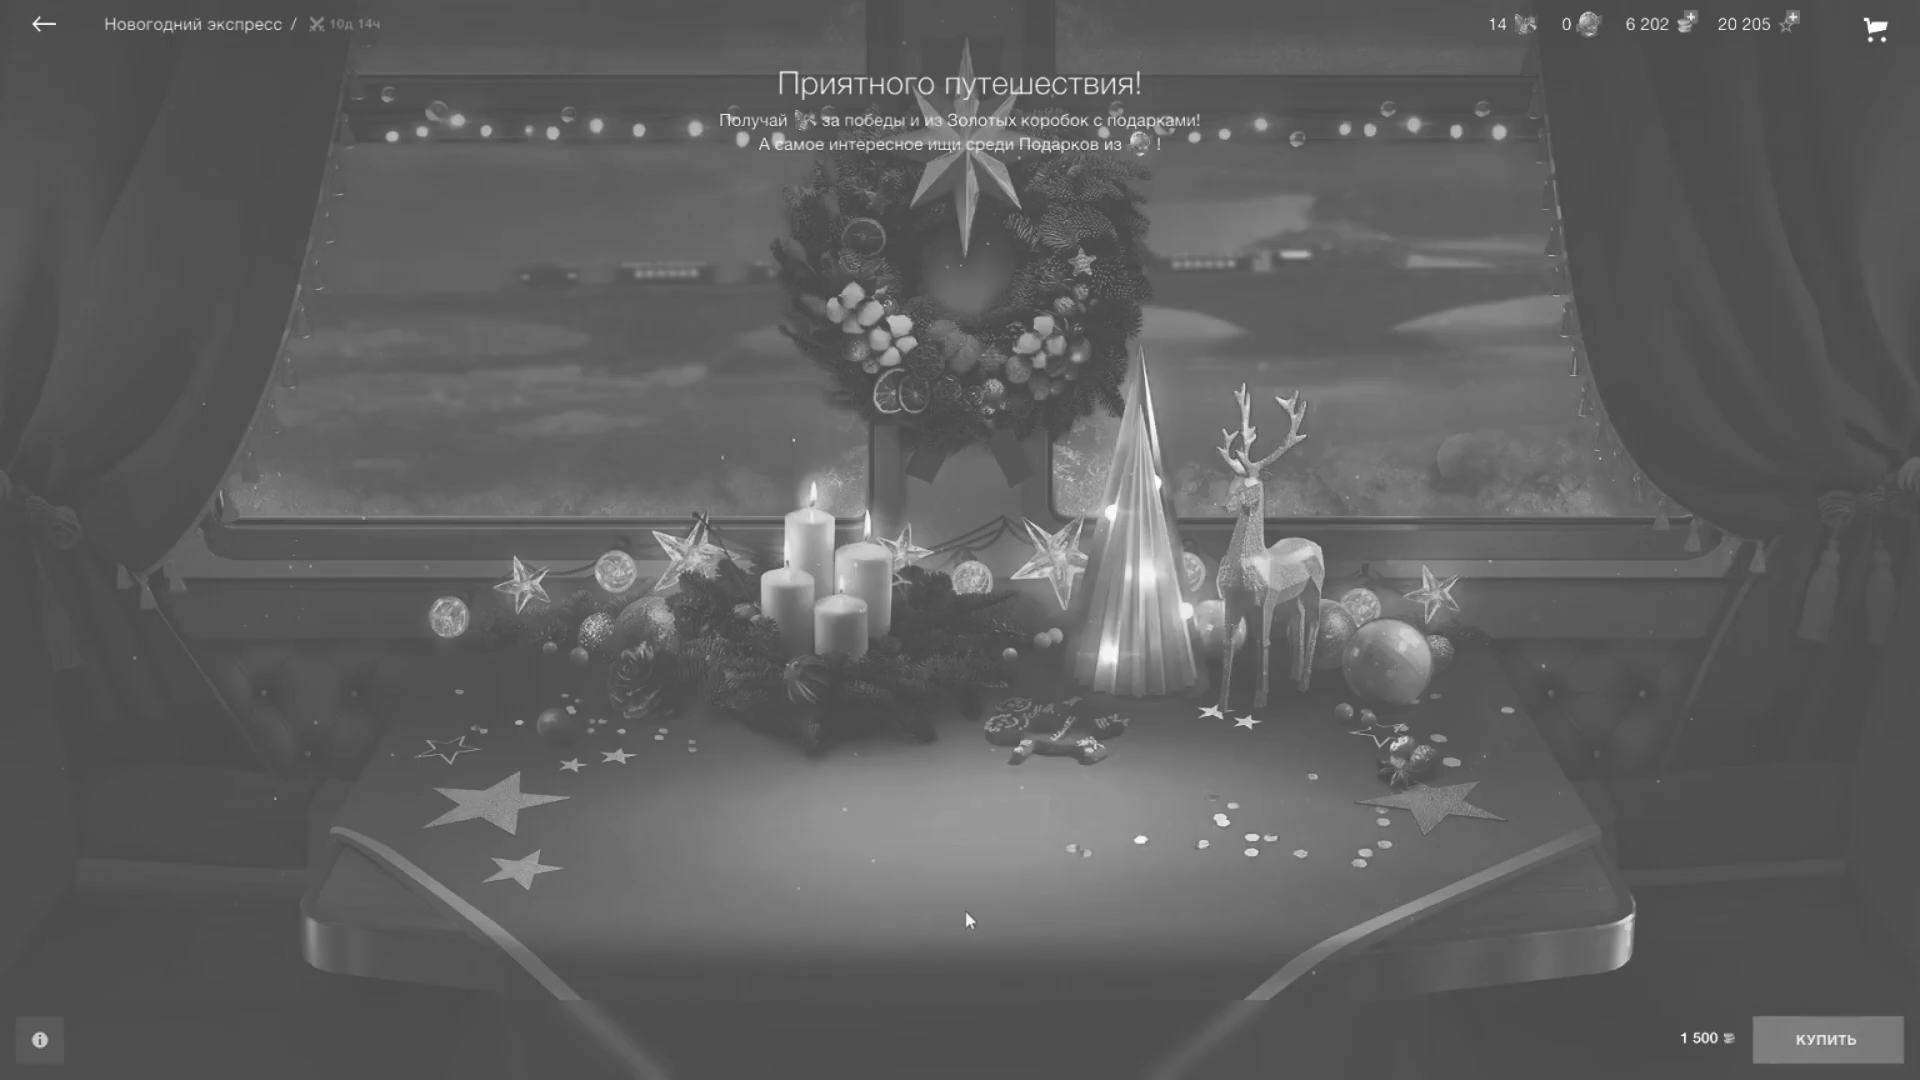 Новогодний экспресс / 10д 14ч
14 0 6 202 20 205
Приятного путешествия!
Получай за победы и из Золотых коробок с подарками!
А самое интересное ищи среди Подарков из !
1 500 КУПИТЬ